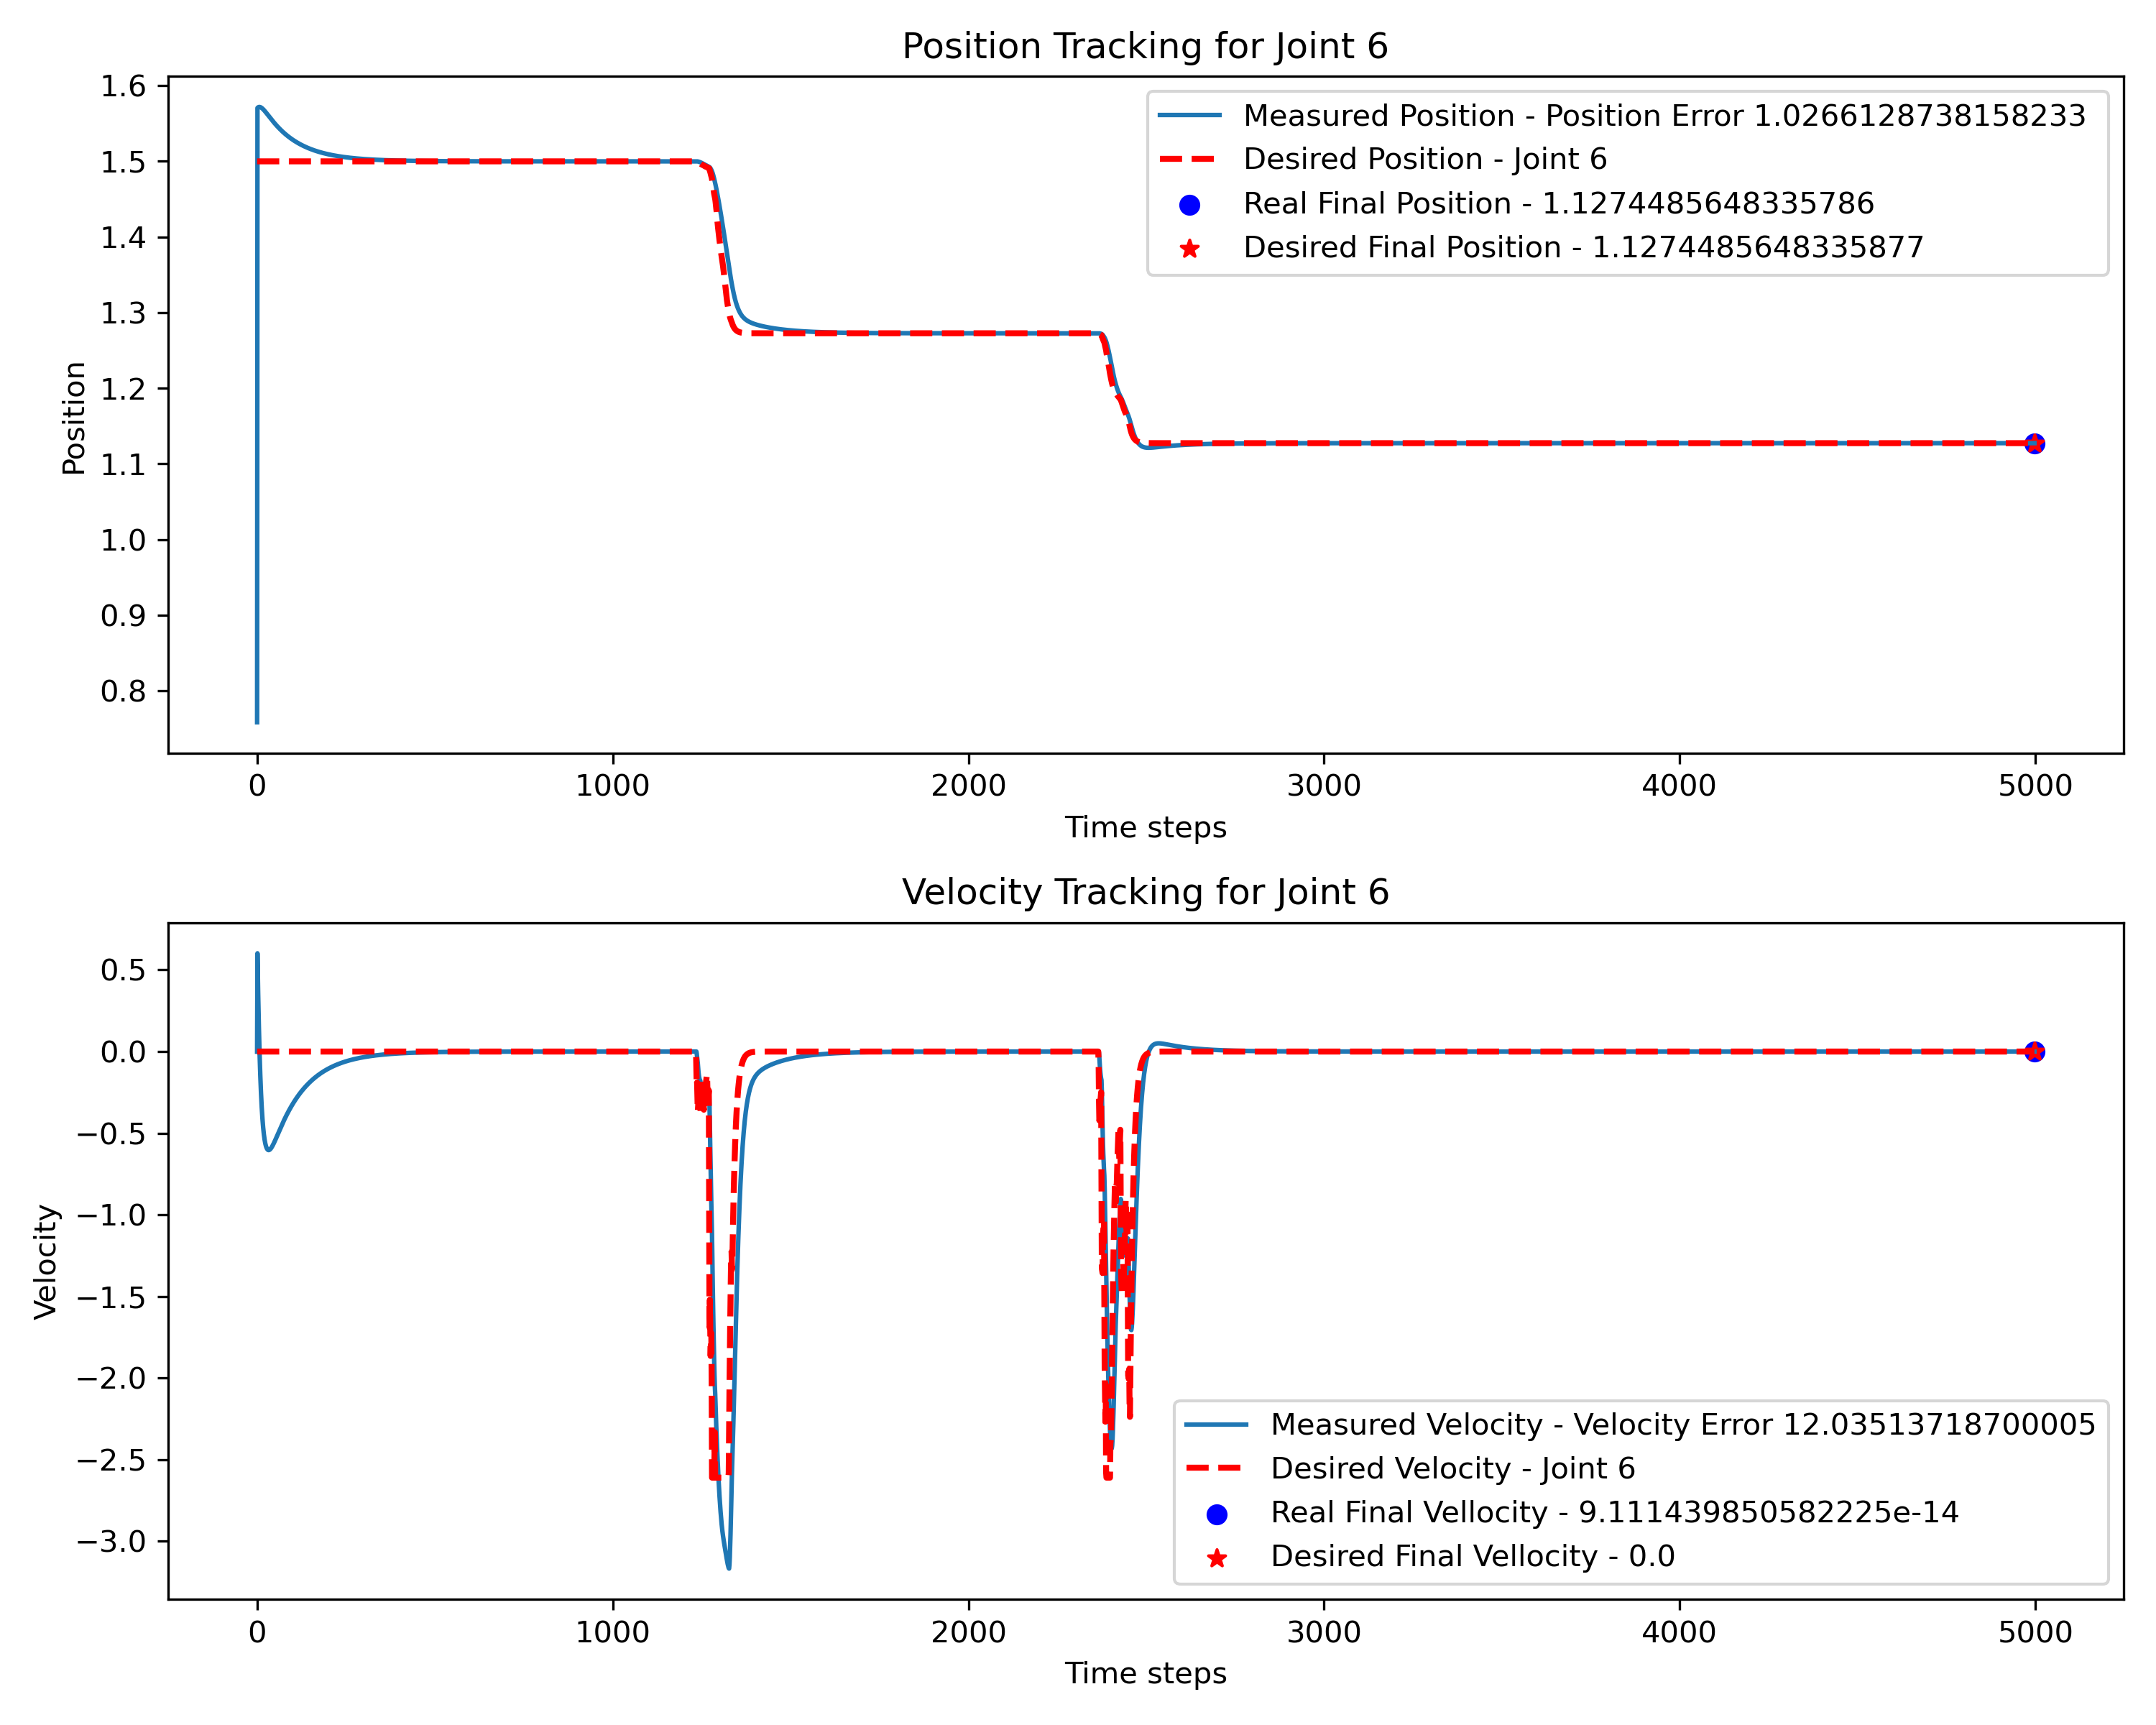 Position Tracking for Joint 6
1.6
1.5
1.4
1.3
1.2
1.1
1.0
0.9
0.8
Position
Measured Position - Position Error 1.0266128738158233
Desired Position - Joint 6
Real Final Position - 1.1274485648335786
Desired Final Position - 1.1274485648335877
0 1000 2000 3000 4000 5000
Time steps
Velocity Tracking for Joint 6
0.5
0.0
−0.5
−1.0
−1.5
−2.0
−2.5
−3.0
Velocity
Measured Velocity - Velocity Error 12.03513718700005
Desired Velocity - Joint 6
Real Final Vellocity - 9.111439850582225e-14
Desired Final Vellocity - 0.0
0 1000 2000 3000 4000 5000
Time steps